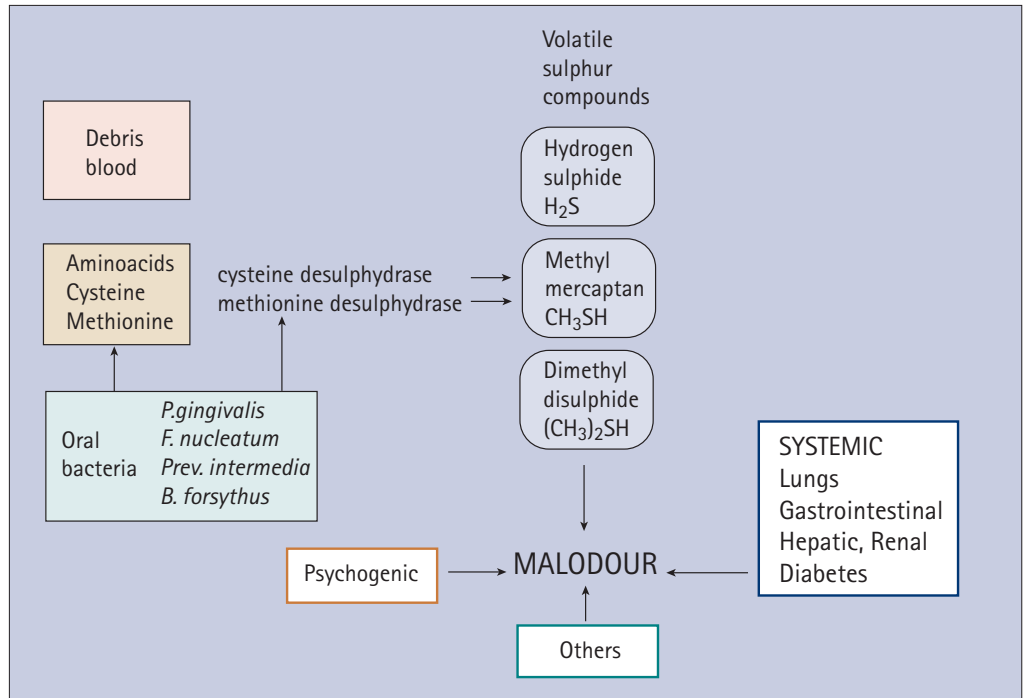 Volatile
sulphur
compounds
Debris
blood
Hydrogen
sulphide
H₂S
Aminoacids
Cysteine
Methionine
cysteine desulphydrase
methionine desulphydrase
Methyl
mercaptan
CH₃SH
Dimethyl
disulphide
(CH₃)₂SH
Oral
bacteria
P.gingivalis
F. nucleatum
Prev. intermedia
B. forsythus
SYSTEMIC
Lungs
Gastrointestinal
Hepatic, Renal
Diabetes
Psychogenic
MALODOUR
Others